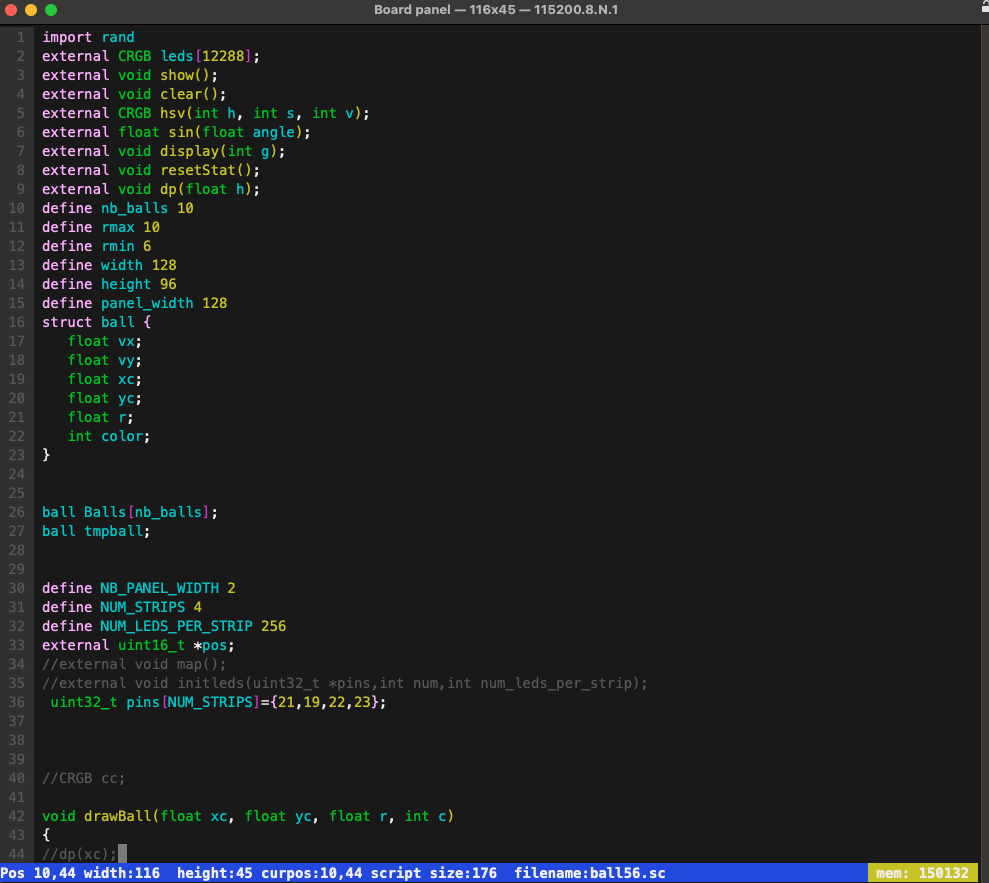 Board panel — 116x45 — 115200.8.N.1
1 import rand
2 external CRGB leds[12288];
3 external void show();
4 external void clear();
5 external CRGB hsv(int h, int s, int v);
6 external float sin(float angle);
7 external void display(int g);
8 external void resetStat();
9 external void dp(float h);
10 define nb_balls 10
11 define rmax 10
12 define rmin 6
13 define width 128
14 define height 96
15 define panel_width 128
16 struct ball {
17 float vx;
18 float vy;
19 float xc;
20 float yc;
21 float r;
22 int color;
23 }
24
25
26 ball Balls[nb_balls];
27 ball tmpball;
28
29
30 define NB_PANEL_WIDTH 2
31 define NUM_STRIPS 4
32 define NUM_LEDS_PER_STRIP 256
33 external uint16_t *pos;
34 //external void map();
35 //external void initleds(uint32_t *pins,int num,int num_leds_per_strip);
36 uint32_t pins[NUM_STRIPS]={21,19,22,23};
37
38
39
40 //CRGB cc;
41
42 void drawBall(float xc, float yc, float r, int c)
43 {
44 //dp(xc);
Pos 10,44 width:116 height:45 curpos:10,44 script size:176 filename:ball56.sc mem: 150132